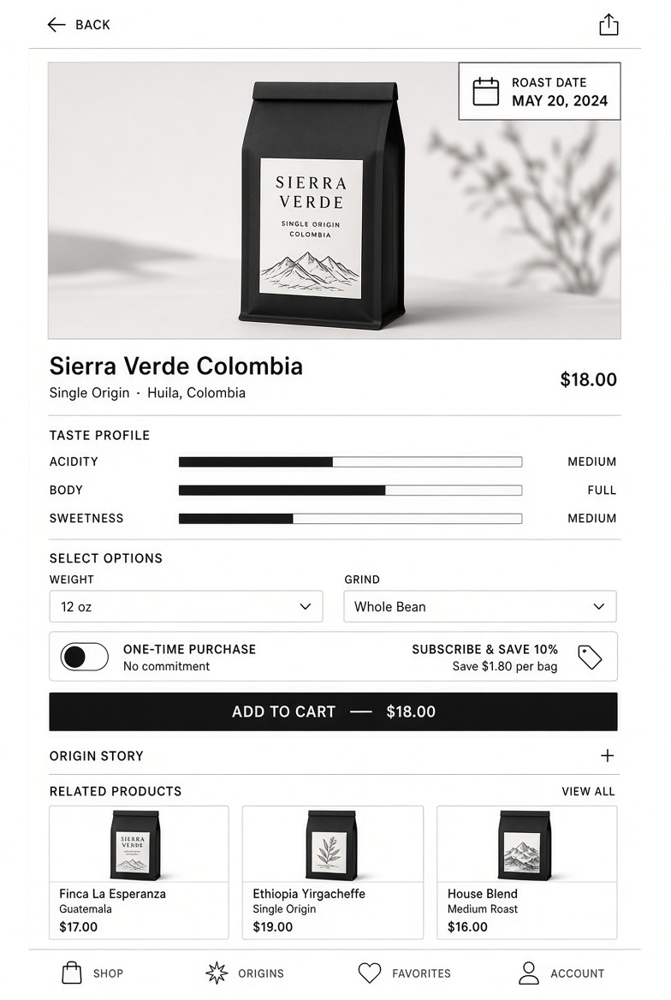 BACK
ROAST DATE
MAY 20, 2024
SIERRA
VERDE
SINGLE ORIGIN
COLOMBIA
Sierra Verde Colombia
Single Origin · Huila, Colombia
$18.00
TASTE PROFILE
ACIDITY MEDIUM
BODY FULL
SWEETNESS MEDIUM
SELECT OPTIONS
WEIGHT
GRIND
12 oz
Whole Bean
ONE-TIME PURCHASE
No commitment
SUBSCRIBE & SAVE 10%
Save $1.80 per bag
ADD TO CART — $18.00
ORIGIN STORY
RELATED PRODUCTS
VIEW ALL
SIERRA
VERDE
Finca La Esperanza
Guatemala
$17.00
Ethiopia Yirgacheffe
Single Origin
$19.00
House Blend
Medium Roast
$16.00
SHOP
ORIGINS
FAVORITES
ACCOUNT